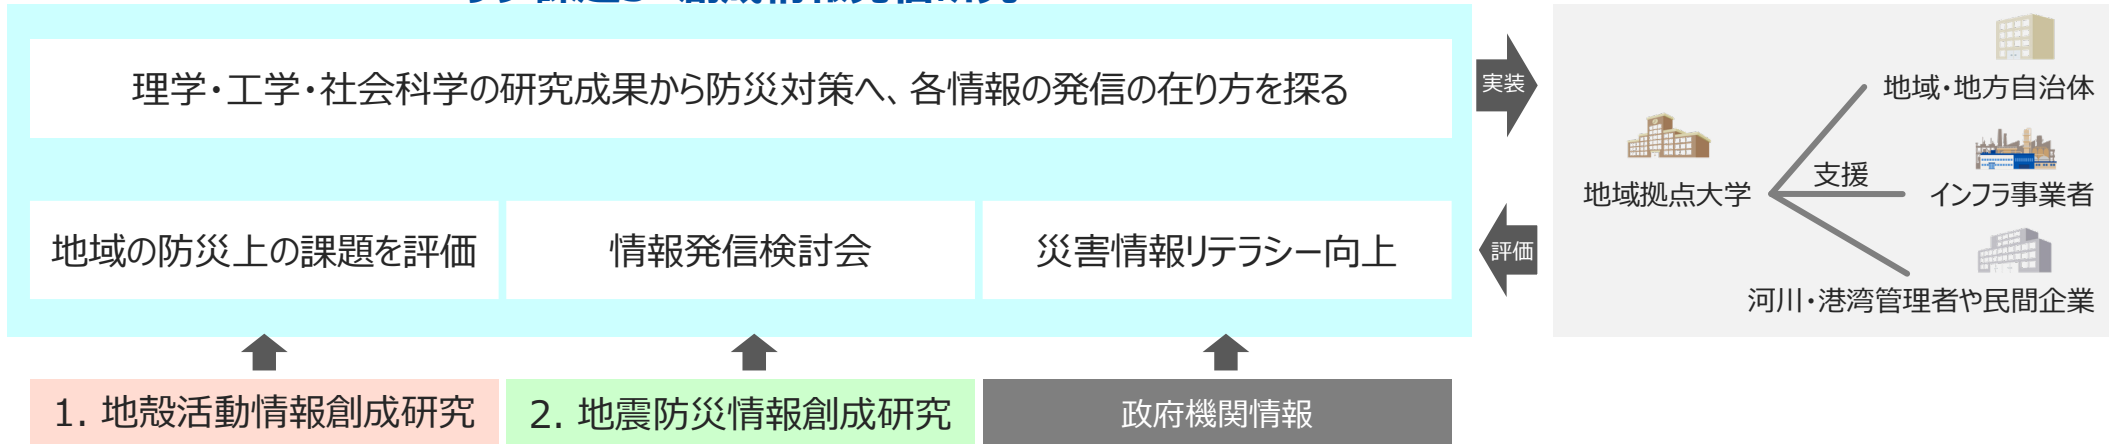 理学・工学・社会科学の研究成果から防災対策へ、各情報の発信の在り方を探る
地域の防災上の課題を評価
情報発信検討会
災害情報リテラシー向上
1. 地殻活動情報創成研究
2. 地震防災情報創成研究
政府機関情報
実装
評価
地域・地方自治体
地域拠点大学
支援
インフラ事業者
河川・港湾管理者や民間企業